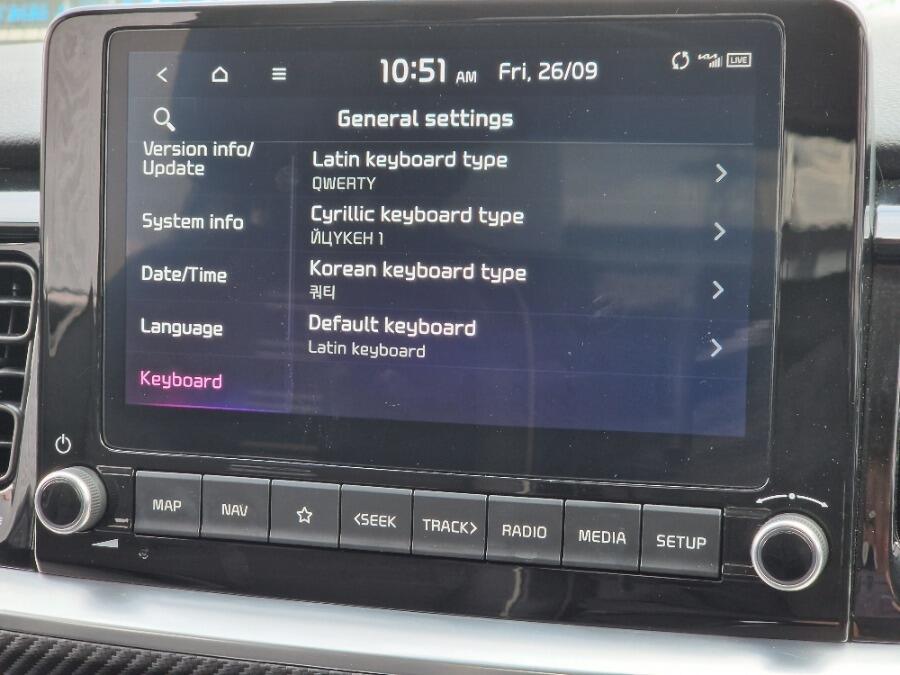 10:51 AM Fri, 26/09 LIVE
General settings
Version info/
Update
System info
Date/Time
Language
Keyboard
Latin keyboard type
QWERTY
Cyrillic keyboard type
ЙЦУКЕН 1
Korean keyboard type
쿼티
Default keyboard
Latin keyboard
MAP NAV <SEEK TRACK> RADIO MEDIA SETUP